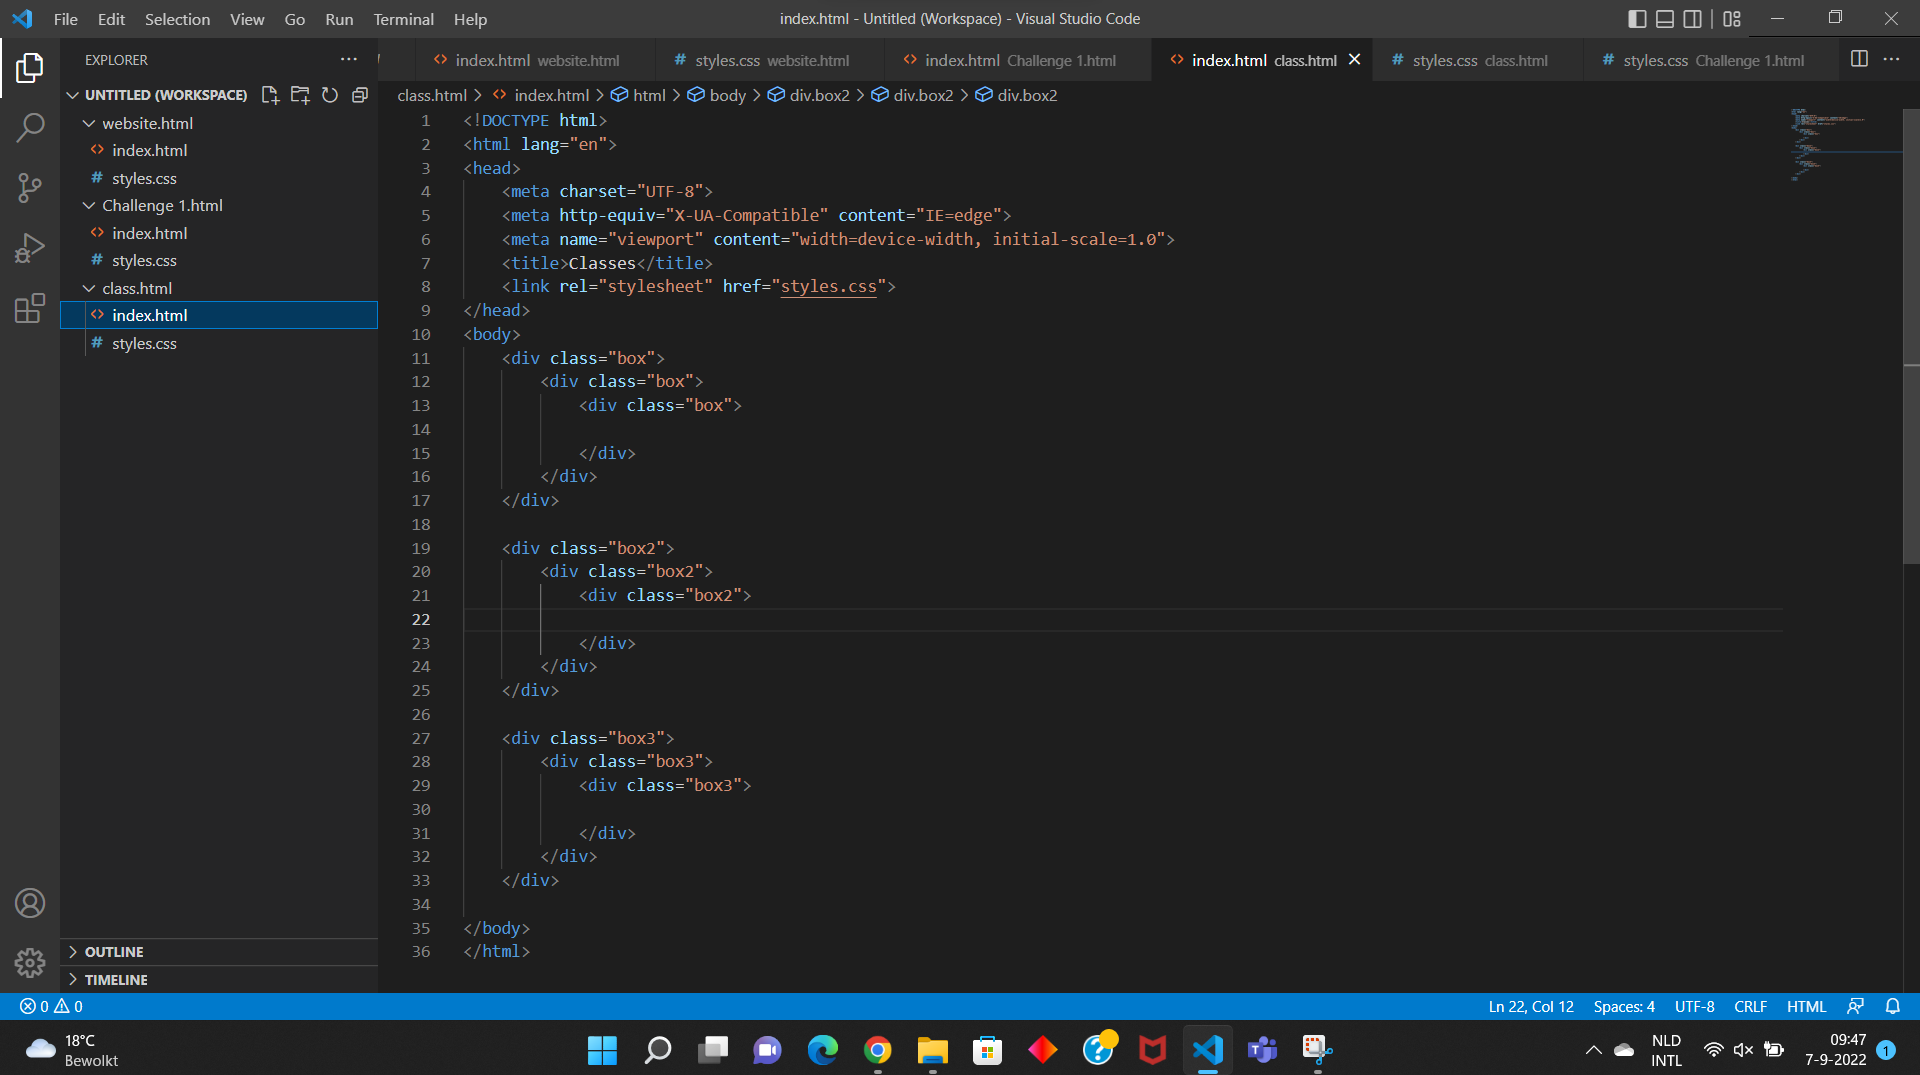 File Edit Selection View Go Run Terminal Help
index.html - Untitled (Workspace) - Visual Studio Code
EXPLORER
index.html website.html
styles.css website.html
index.html Challenge 1.html
index.html class.html
styles.css class.html
styles.css Challenge 1.html
UNTITLED (WORKSPACE)
website.html
index.html
styles.css
Challenge 1.html
index.html
styles.css
class.html
index.html
styles.css
OUTLINE
TIMELINE
class.html > index.html > html > body > div.box2 > div.box2 > div.box2
1 <!DOCTYPE html>
2 <html lang="en">
3 <head>
4 <meta charset="UTF-8">
5 <meta http-equiv="X-UA-Compatible" content="IE=edge">
6 <meta name="viewport" content="width=device-width, initial-scale=1.0">
7 <title>Classes</title>
8 <link rel="stylesheet" href="styles.css">
9 </head>
10 <body>
11 <div class="box">
12 <div class="box">
13 <div class="box">
14
15 </div>
16 </div>
17 </div>
18
19 <div class="box2">
20 <div class="box2">
21 <div class="box2">
22
23 </div>
24 </div>
25 </div>
26
27 <div class="box3">
28 <div class="box3">
29 <div class="box3">
30
31 </div>
32 </div>
33 </div>
34
35 </body>
36 </html>
0 0
Ln 22, Col 12 Spaces: 4 UTF-8 CRLF HTML
18°C
Bewolkt
NLD
INTL
09:47
7-9-2022
1